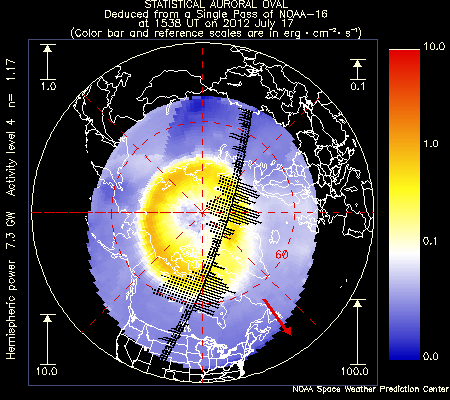 STATISTICAL AURORAL OVAL
Deduced from a Single Pass of NOAA-16
at 1538 UT on 2012 July 17
(Color bar and reference scales are in erg · cm⁻² · s⁻¹)
1.0
0.1
10.0
1.0
0.1
0.0
Hemispheric power 7.3 GW Activity level 4 n= 1.17
60
10.0
100.0
NOAA Space Weather Prediction Center